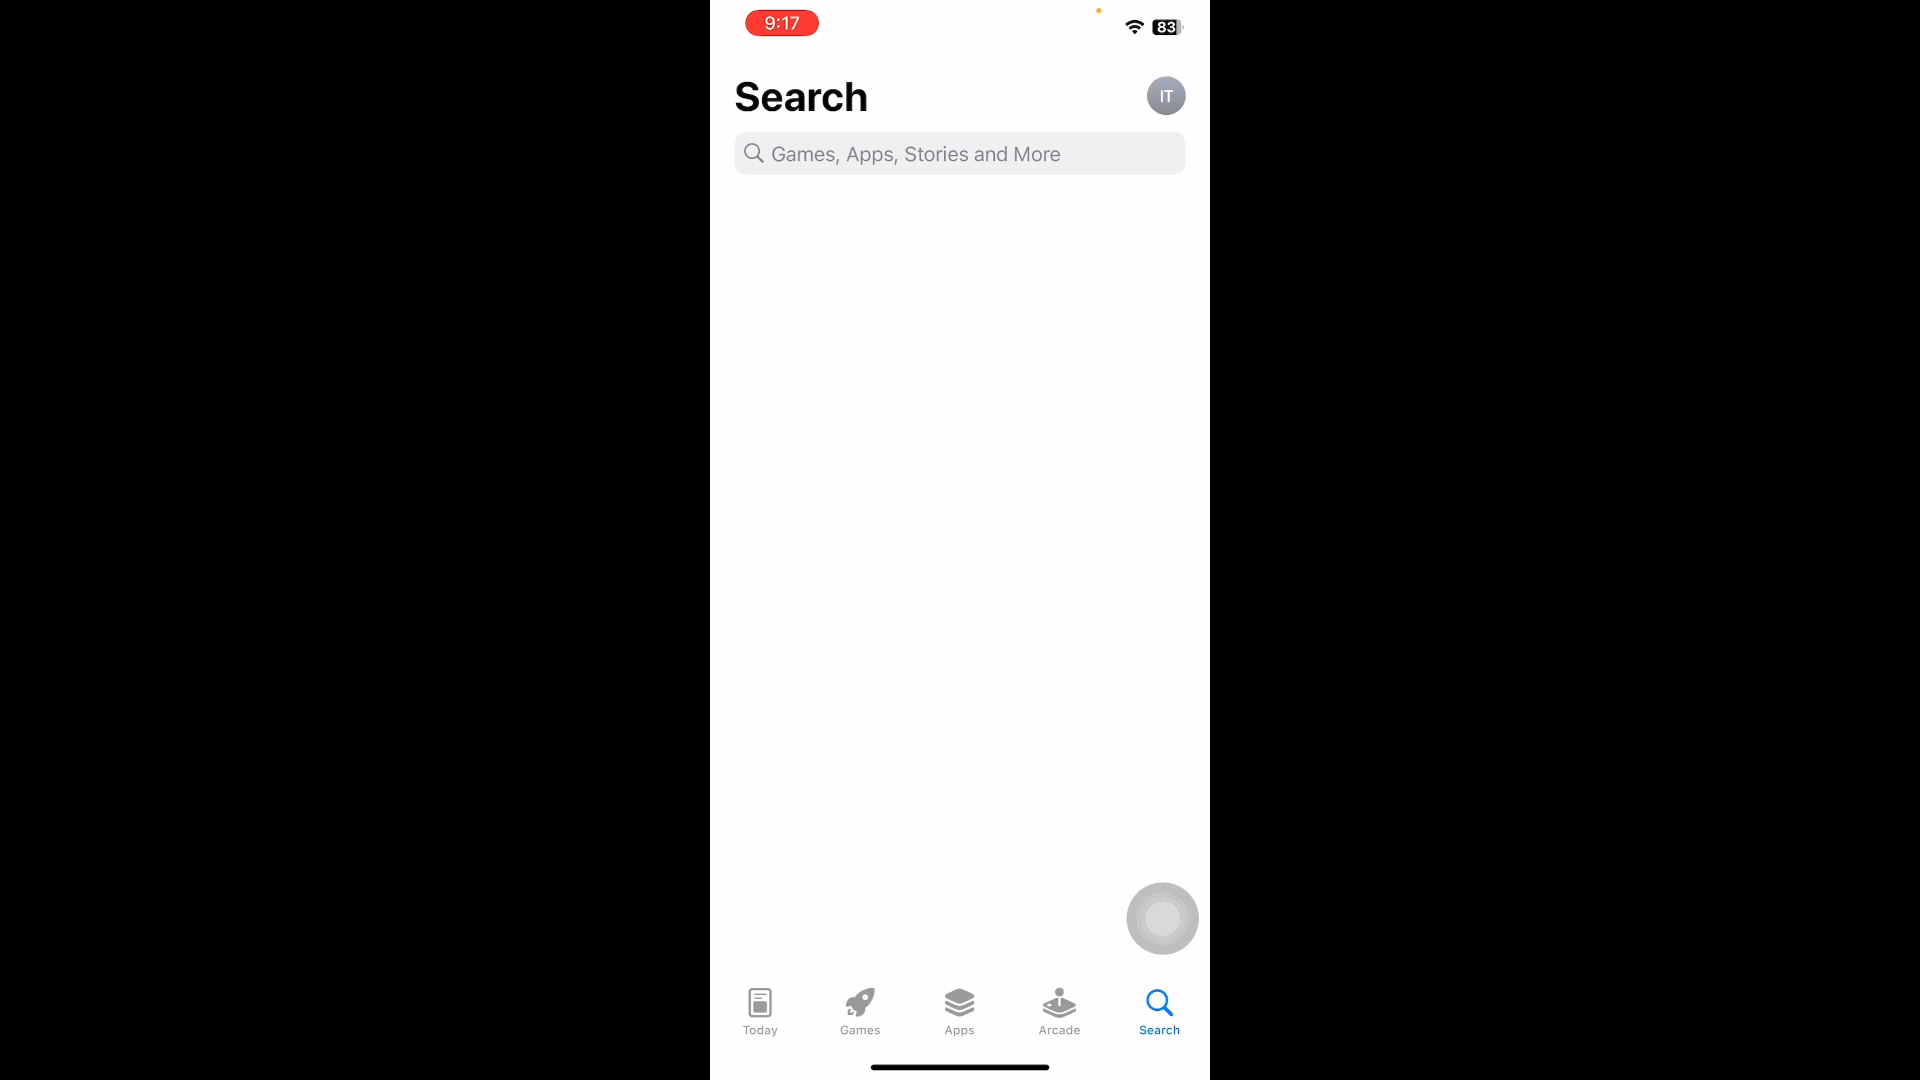 9:17
83
Search
IT
Games, Apps, Stories and More
Today
Games
Apps
Arcade
Search